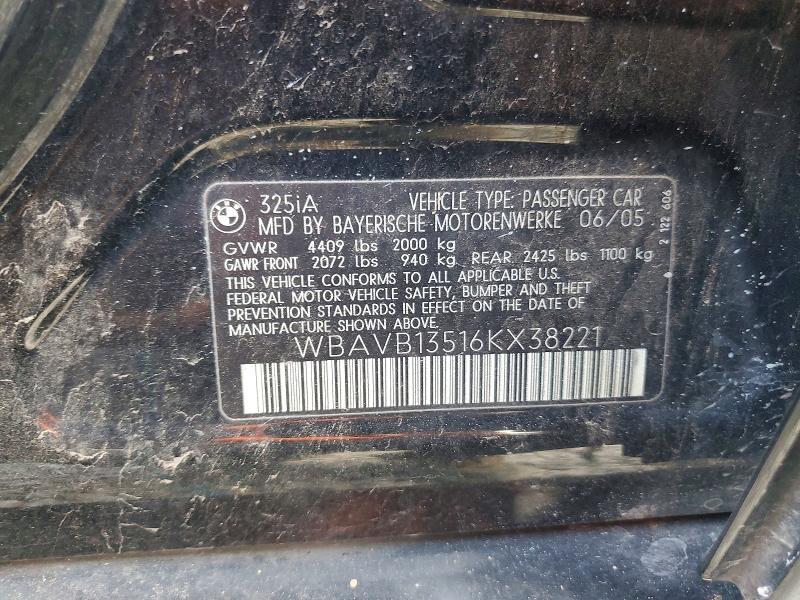 BMW
325iA VEHICLE TYPE: PASSENGER CAR
MFD BY BAYERISCHE MOTORENWERKE 06/05
GVWR 4409 lbs 2000 kg
GAWR FRONT 2072 lbs 940 kg REAR 2425 lbs 1100 kg
THIS VEHICLE CONFORMS TO ALL APPLICABLE U.S.
FEDERAL MOTOR VEHICLE SAFETY, BUMPER AND THEFT
PREVENTION STANDARDS IN EFFECT ON THE DATE OF
MANUFACTURE SHOWN ABOVE.
WBAVB13516KX38221
2 122 606